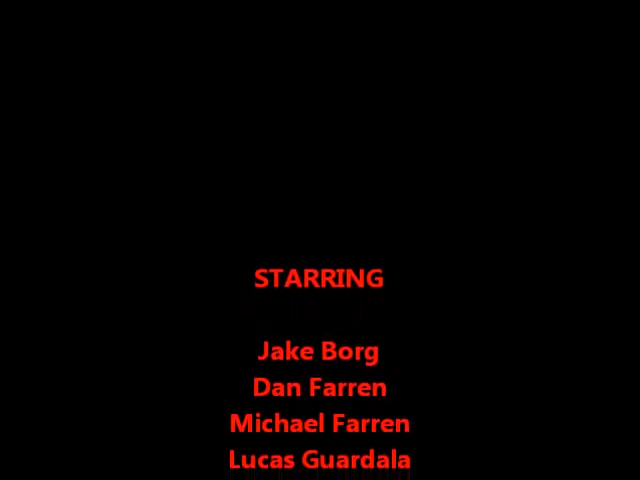 STARRING
Jake Borg
Dan Farren
Michael Farren
Lucas Guardala